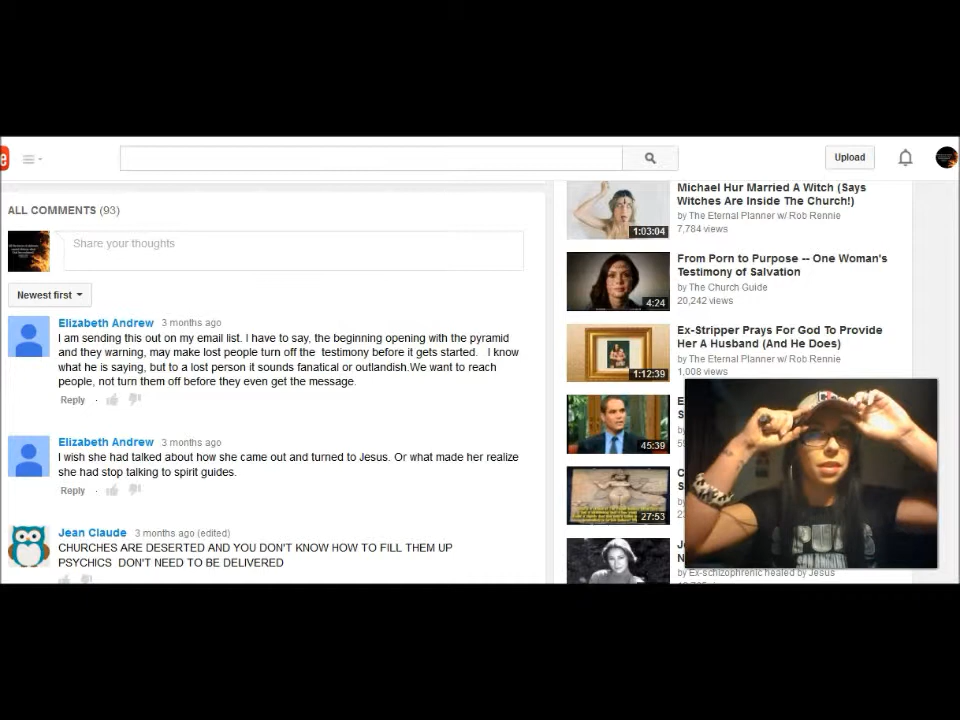 Upload
ALL COMMENTS (93)
Share your thoughts
Newest first
Elizabeth Andrew 3 months ago
I am sending this out on my email list. I have to say, the beginning opening with the pyramid
and they warning, may make lost people turn off the testimony before it gets started. I know
what he is saying, but to a lost person it sounds fanatical or outlandish.We want to reach
people, not turn them off before they even get the message.
Reply
Elizabeth Andrew 3 months ago
I wish she had talked about how she came out and turned to Jesus. Or what made her realize
she had stop talking to spirit guides.
Reply
Jean Claude 3 months ago (edited)
CHURCHES ARE DESERTED AND YOU DON'T KNOW HOW TO FILL THEM UP
PSYCHICS DON'T NEED TO BE DELIVERED
Michael Hur Married A Witch (Says
Witches Are Inside The Church!)
by The Eternal Planner w/ Rob Rennie
7,784 views
1:03:04
From Porn to Purpose -- One Woman's
Testimony of Salvation
by The Church Guide
20,242 views
4:24
Ex-Stripper Prays For God To Provide
Her A Husband (And He Does)
by The Eternal Planner w/ Rob Rennie
1,008 views
1:12:39
45:39
27:53
by Ex-schizophrenic healed by Jesus